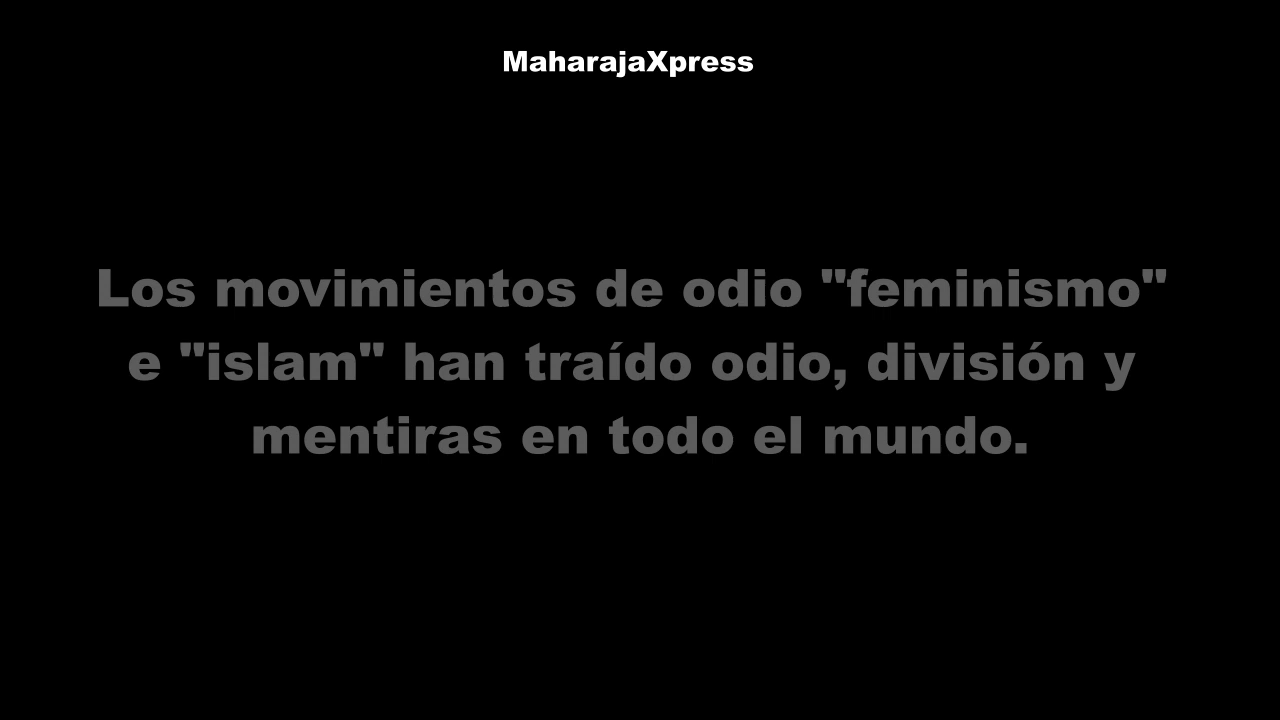 MaharajaXpress
Los movimientos de odio "feminismo"
e "islam" han traído odio, división y
mentiras en todo el mundo.